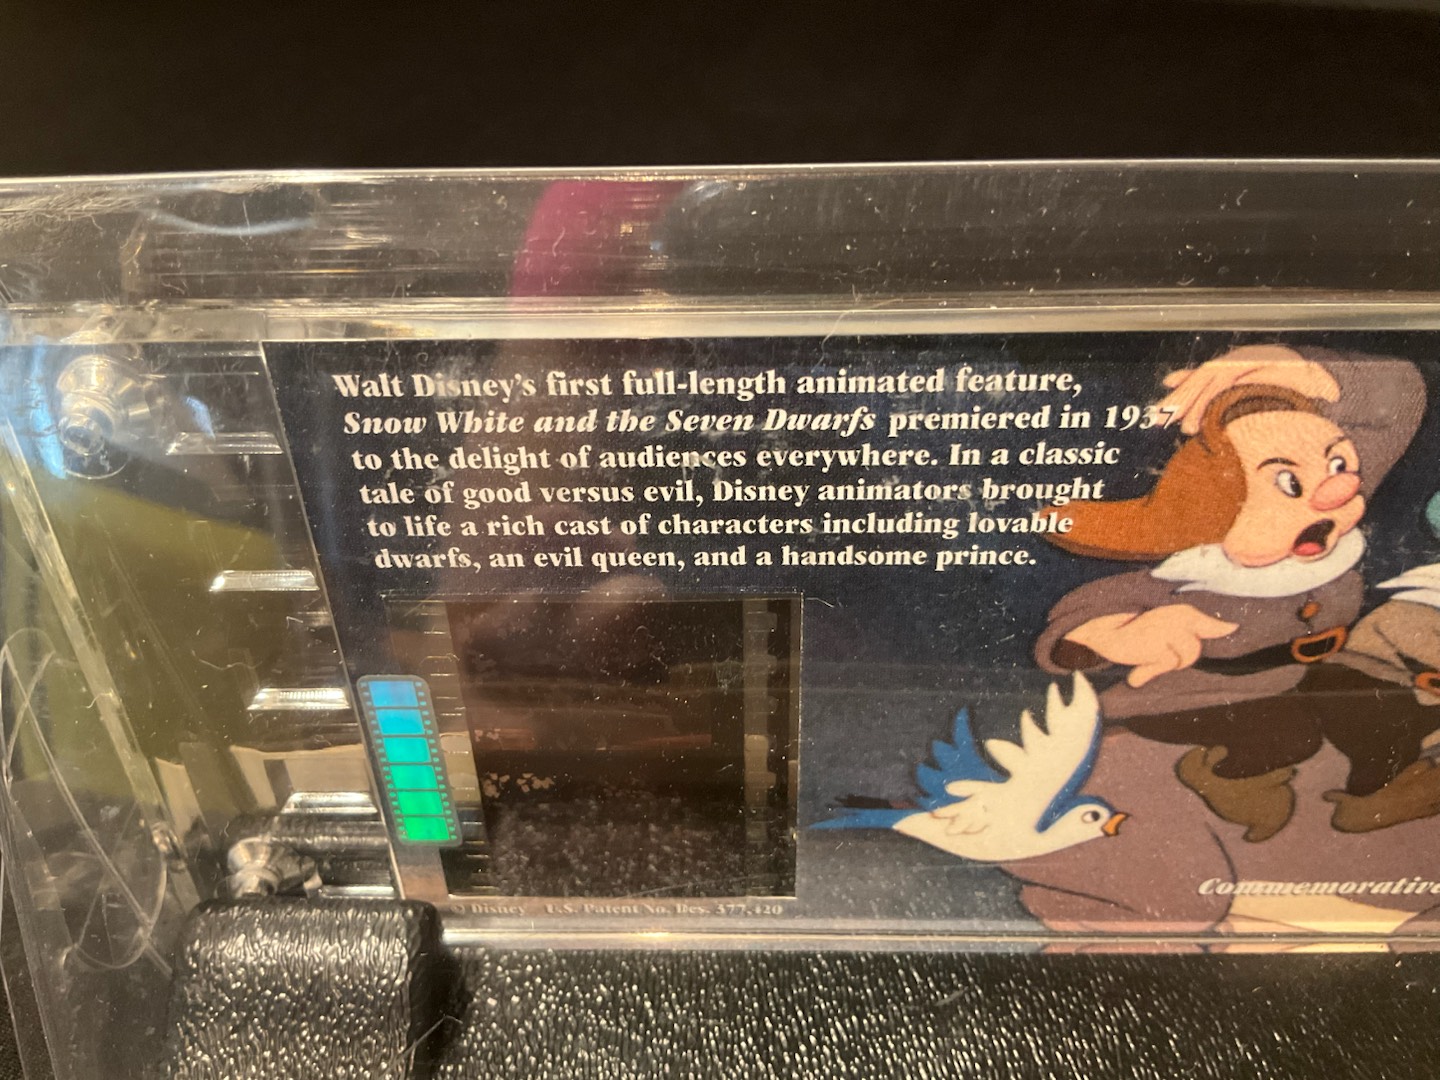 Walt Disney's first full-length animated feature,
Snow White and the Seven Dwarfs premiered in 1937
to the delight of audiences everywhere. In a classic
tale of good versus evil, Disney animators brought
to life a rich cast of characters including lovable
dwarfs, an evil queen, and a handsome prince.
Commemorative
© Disney U.S. Patent No. Des. 377,420